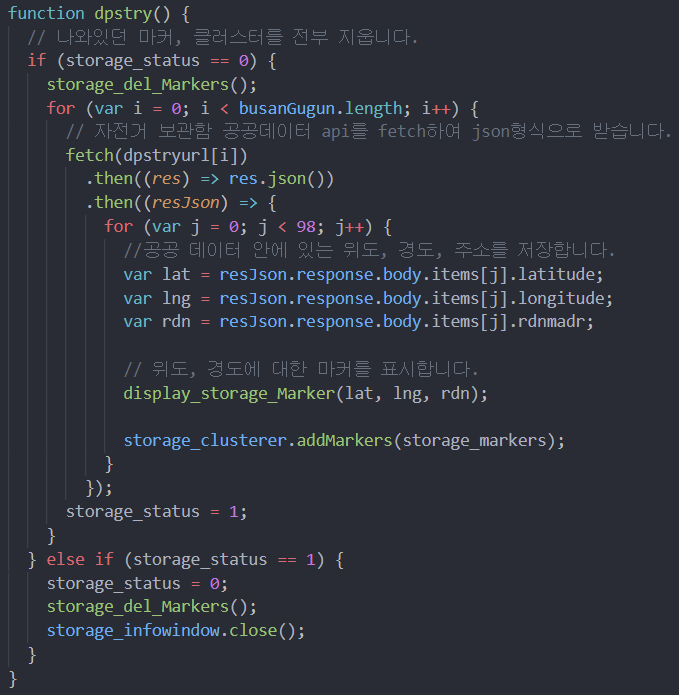 function dpstry() {
// 나와있던 마커, 클러스터를 전부 지웁니다.
if (storage_status == 0) {
storage_del_Markers();
for (var i = 0; i < busanGugun.length; i++) {
// 자전거 보관함 공공데이터 api를 fetch하여 json형식으로 받습니다.
fetch(dpstryurl[i])
.then((res) => res.json())
.then((resJson) => {
for (var j = 0; j < 98; j++) {
//공공 데이터 안에 있는 위도, 경도, 주소를 저장합니다.
var lat = resJson.response.body.items[j].latitude;
var lng = resJson.response.body.items[j].longitude;
var rdn = resJson.response.body.items[j].rdnmadr;
// 위도, 경도에 대한 마커를 표시합니다.
display_storage_Marker(lat, lng, rdn);
storage_clusterer.addMarkers(storage_markers);
}
});
storage_status = 1;
}
} else if (storage_status == 1) {
storage_status = 0;
storage_del_Markers();
storage_infowindow.close();
}
}